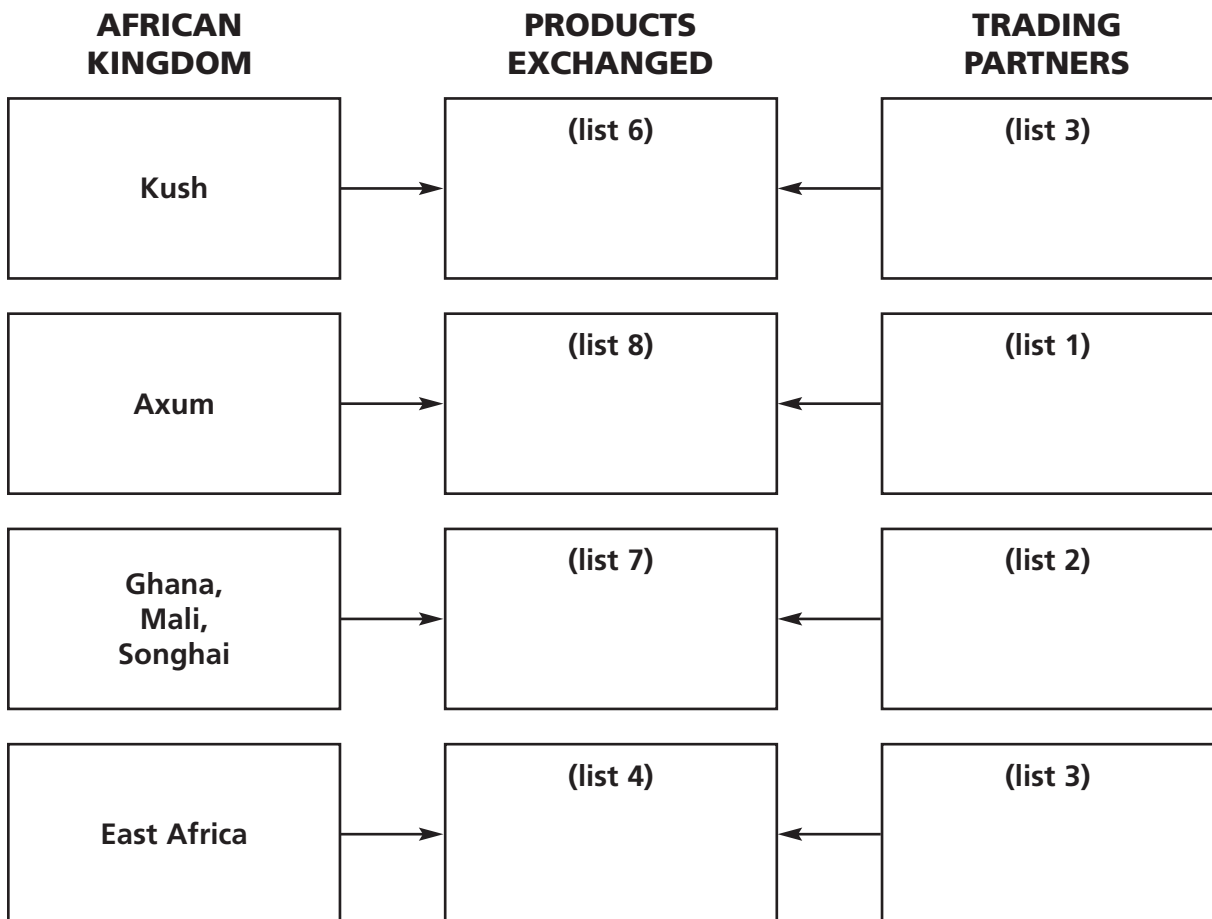 AFRICAN
KINGDOM
PRODUCTS
EXCHANGED
TRADING
PARTNERS
Kush
(list 6)
(list 3)
Axum
(list 8)
(list 1)
Ghana,
Mali,
Songhai
(list 7)
(list 2)
East Africa
(list 4)
(list 3)